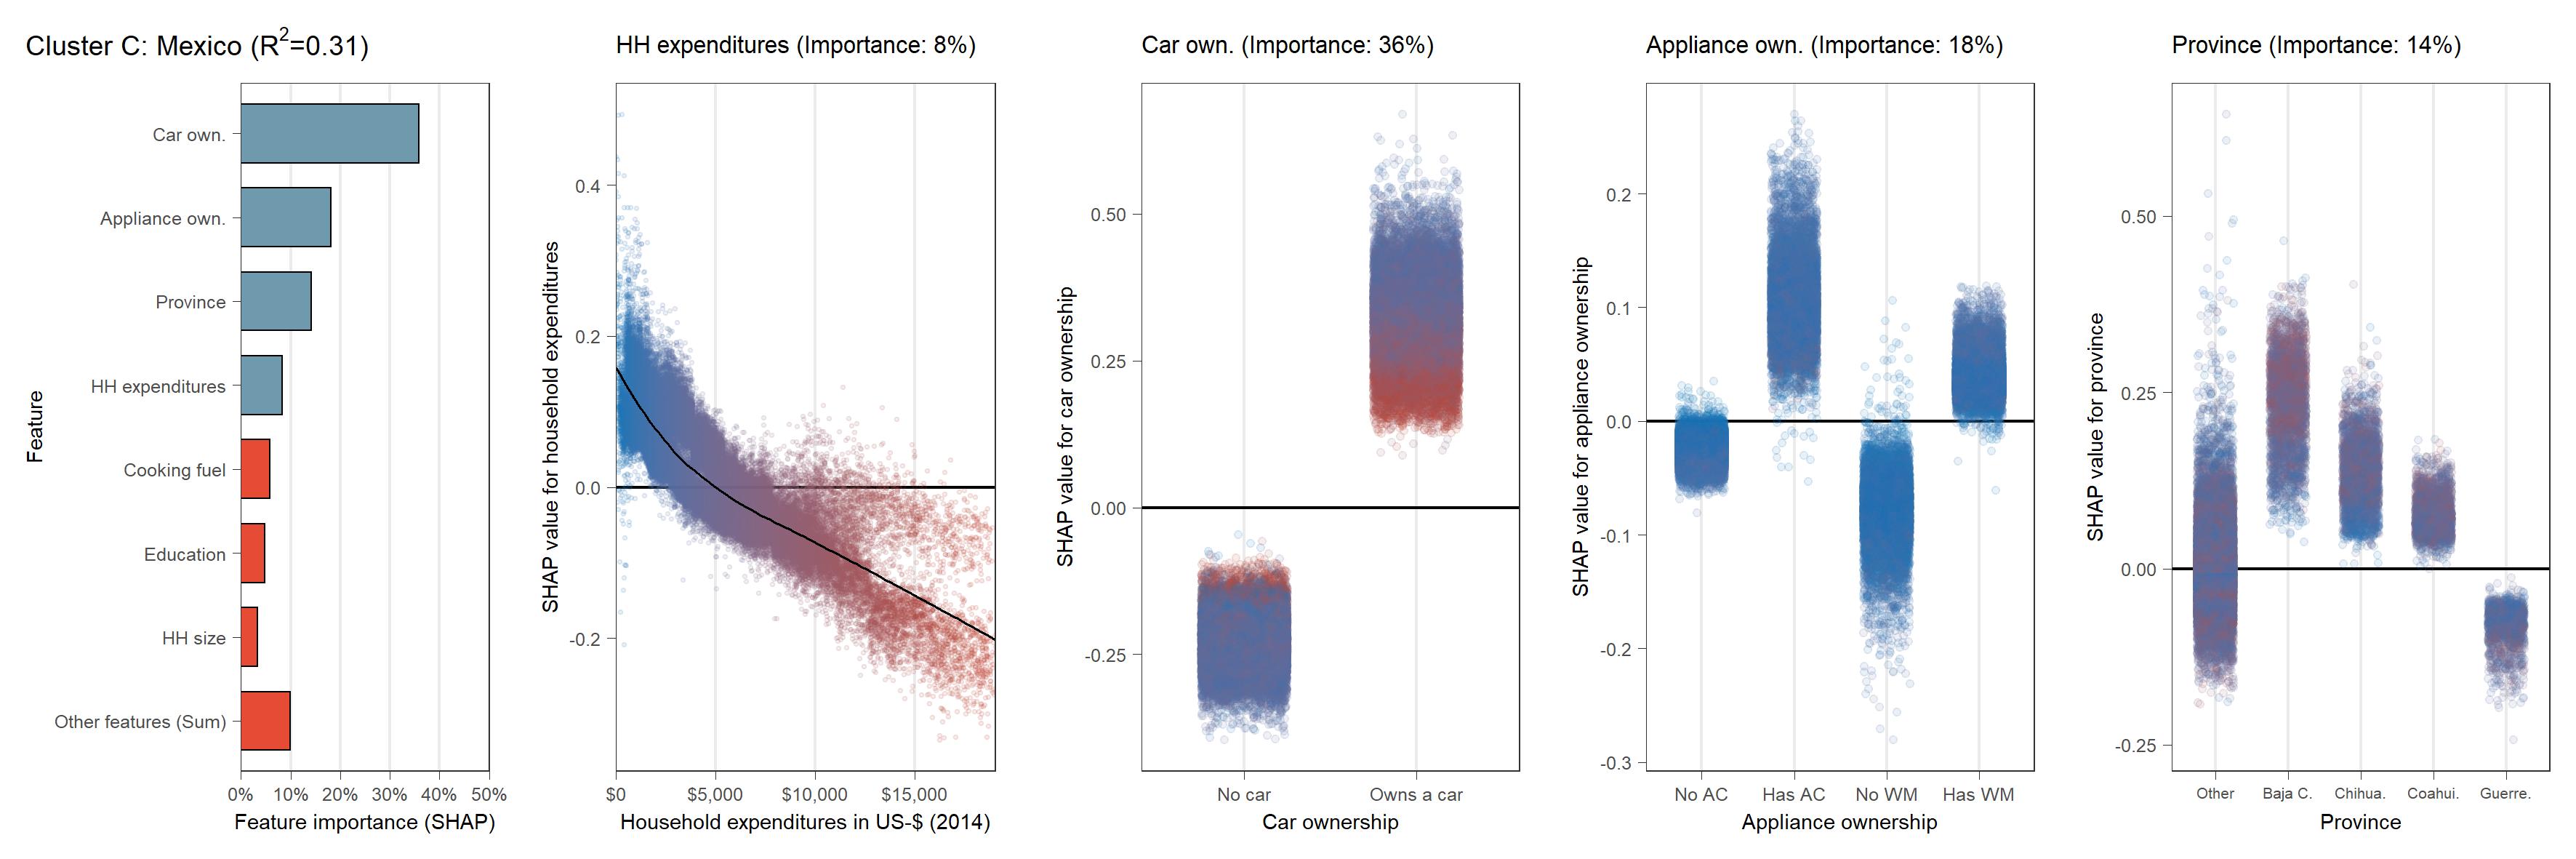 Cluster C: Mexico (R²=0.31)
Feature
Car own.
Appliance own.
Province
HH expenditures
Cooking fuel
Education
HH size
Other features (Sum)
0% 10% 20% 30% 40% 50%
Feature importance (SHAP)
HH expenditures (Importance: 8%)
SHAP value for household expenditures
0.4
0.2
0.0
-0.2
$0 $5,000 $10,000 $15,000
Household expenditures in US-$ (2014)
Car own. (Importance: 36%)
SHAP value for car ownership
0.50
0.25
0.00
-0.25
No car Owns a car
Car ownership
Appliance own. (Importance: 18%)
SHAP value for appliance ownership
0.2
0.1
0.0
-0.1
-0.2
-0.3
No AC Has AC No WM Has WM
Appliance ownership
Province (Importance: 14%)
SHAP value for province
0.50
0.25
0.00
-0.25
Other Baja C. Chihua. Coahui. Guerre.
Province